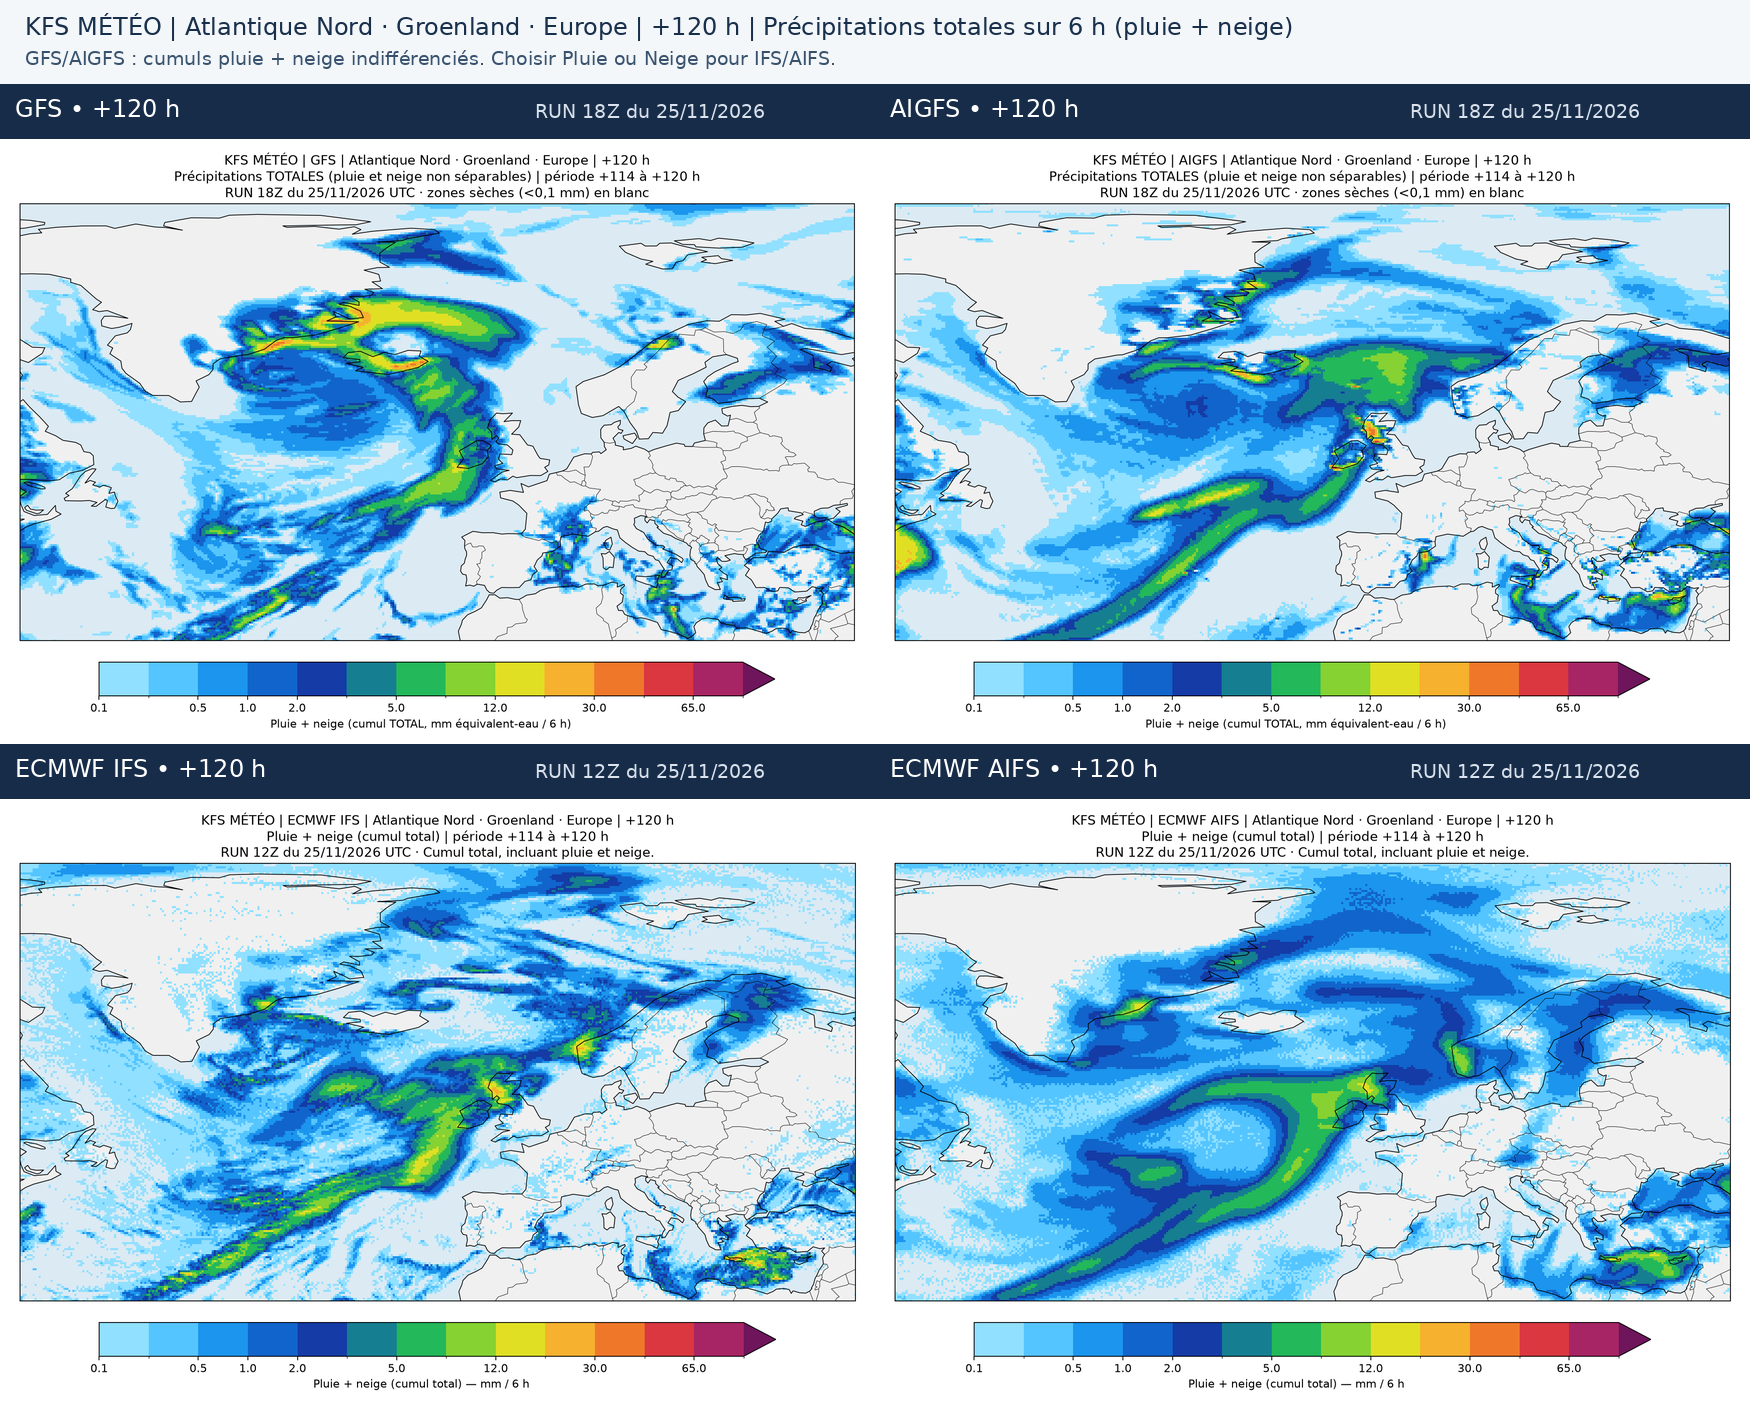 KFS MÉTÉO | Atlantique Nord · Groenland · Europe | +120 h | Précipitations totales sur 6 h (pluie + neige)
GFS/AIGFS : cumuls pluie + neige indifférenciés. Choisir Pluie ou Neige pour IFS/AIFS.
GFS • +120 h RUN 18Z du 25/11/2026
KFS MÉTÉO | GFS | Atlantique Nord · Groenland · Europe | +120 h
Précipitations TOTALES (pluie et neige non séparables) | période +114 à +120 h
RUN 18Z du 25/11/2026 UTC · zones sèches (<0,1 mm) en blanc
0.1 0.5 1.0 2.0 5.0 12.0 30.0 65.0
Pluie + neige (cumul TOTAL, mm équivalent-eau / 6 h)
AIGFS • +120 h RUN 18Z du 25/11/2026
KFS MÉTÉO | AIGFS | Atlantique Nord · Groenland · Europe | +120 h
Précipitations TOTALES (pluie et neige non séparables) | période +114 à +120 h
RUN 18Z du 25/11/2026 UTC · zones sèches (<0,1 mm) en blanc
0.1 0.5 1.0 2.0 5.0 12.0 30.0 65.0
Pluie + neige (cumul TOTAL, mm équivalent-eau / 6 h)
ECMWF IFS • +120 h RUN 12Z du 25/11/2026
KFS MÉTÉO | ECMWF IFS | Atlantique Nord · Groenland · Europe | +120 h
Pluie + neige (cumul total) | période +114 à +120 h
RUN 12Z du 25/11/2026 UTC · Cumul total, incluant pluie et neige.
0.1 0.5 1.0 2.0 5.0 12.0 30.0 65.0
Pluie + neige (cumul total) — mm / 6 h
ECMWF AIFS • +120 h RUN 12Z du 25/11/2026
KFS MÉTÉO | ECMWF AIFS | Atlantique Nord · Groenland · Europe | +120 h
Pluie + neige (cumul total) | période +114 à +120 h
RUN 12Z du 25/11/2026 UTC · Cumul total, incluant pluie et neige.
0.1 0.5 1.0 2.0 5.0 12.0 30.0 65.0
Pluie + neige (cumul total) — mm / 6 h